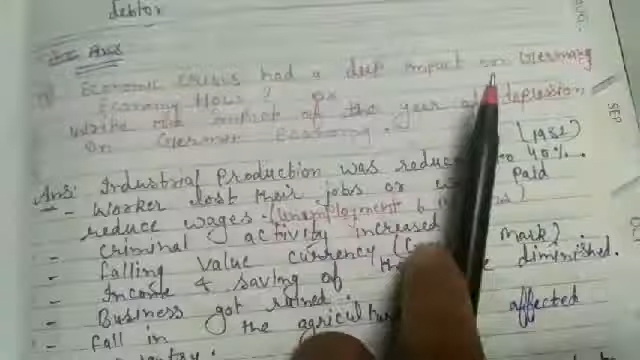 debtor
Ans
Economic crisis had a deep impact on Germany
Economy How? Or
Write the impact of the year of depression
on German Economy.
SEP
(1932)
Ans: Industrial Production was reduced to 40%.
- Worker lost their jobs or paid
reduce wages. (Unemployment
- Criminal activity increased
- falling value currency ( mark).
- Income & saving of the diminished.
- Business got ruined
- fall in the agricultural affected